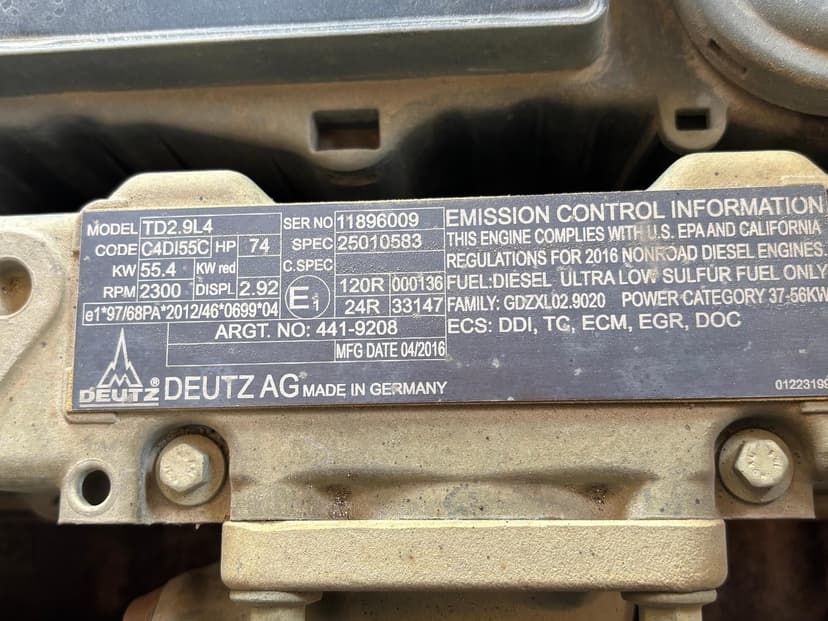 MODEL TD2.9L4
CODE C4DI55C HP 74
KW 55.4 KW red
RPM 2300 DISPL 2.92
e1*97/68PA*2012/46*0699*04
SER NO 11896009
SPEC 25010583
C.SPEC
E1 120R 000136
24R 33147
ARGT. NO: 441-9208
MFG DATE 04/2016
DEUTZ® DEUTZ AG MADE IN GERMANY
EMISSION CONTROL INFORMATION
THIS ENGINE COMPLIES WITH U.S. EPA AND CALIFORNIA
REGULATIONS FOR 2016 NONROAD DIESEL ENGINES.
FUEL:DIESEL ULTRA LOW SULFUR FUEL ONLY
FAMILY: GDZXL02.9020 POWER CATEGORY 37-56KW
ECS: DDI, TC, ECM, EGR, DOC